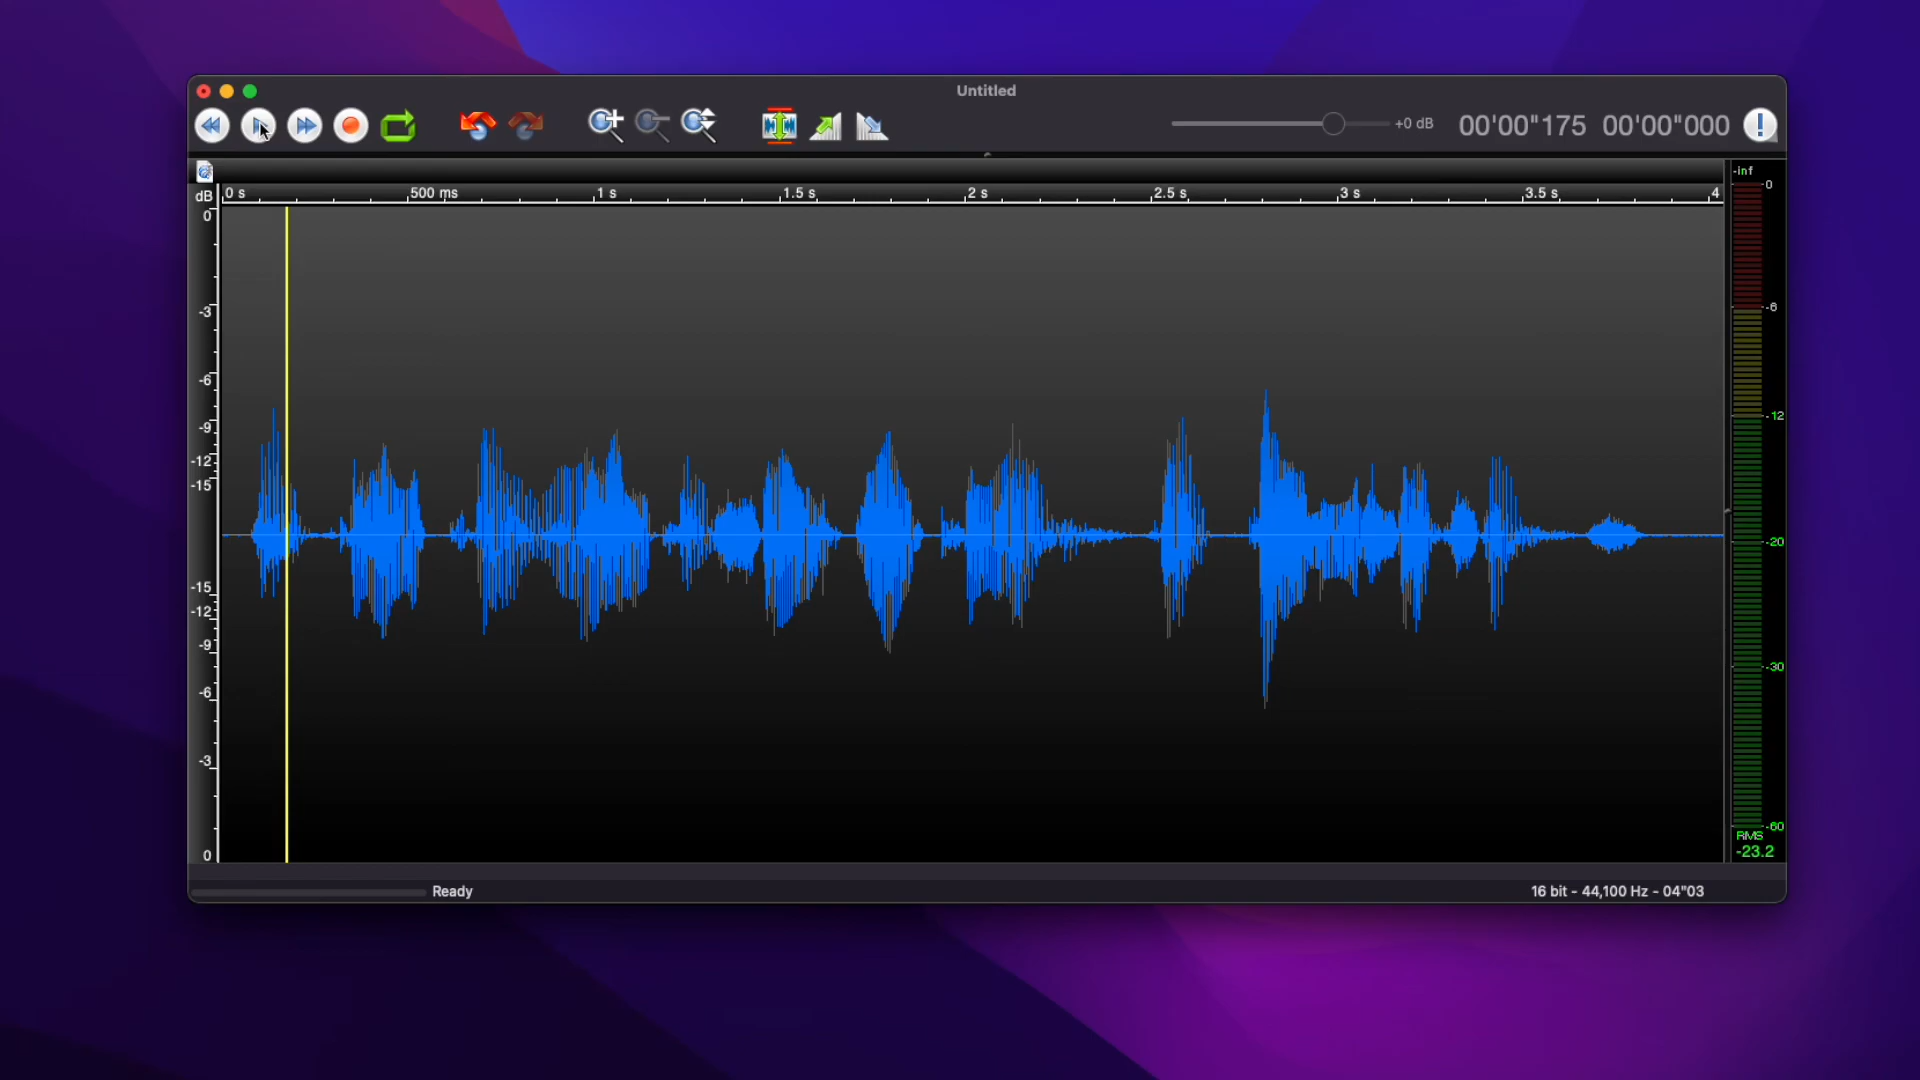 Untitled
+0 dB
00'00"175
00'00"000
-inf
dB
0 s
500 ms
1 s
1.5 s
2 s
2.5 s
3 s
3.5 s
4
0
-3
-6
-9
-12
-15
-15
-12
-9
-6
-3
0
-0
-6
-12
-20
-30
-60
RMS
-23.2
Ready
16 bit - 44,100 Hz - 04"03